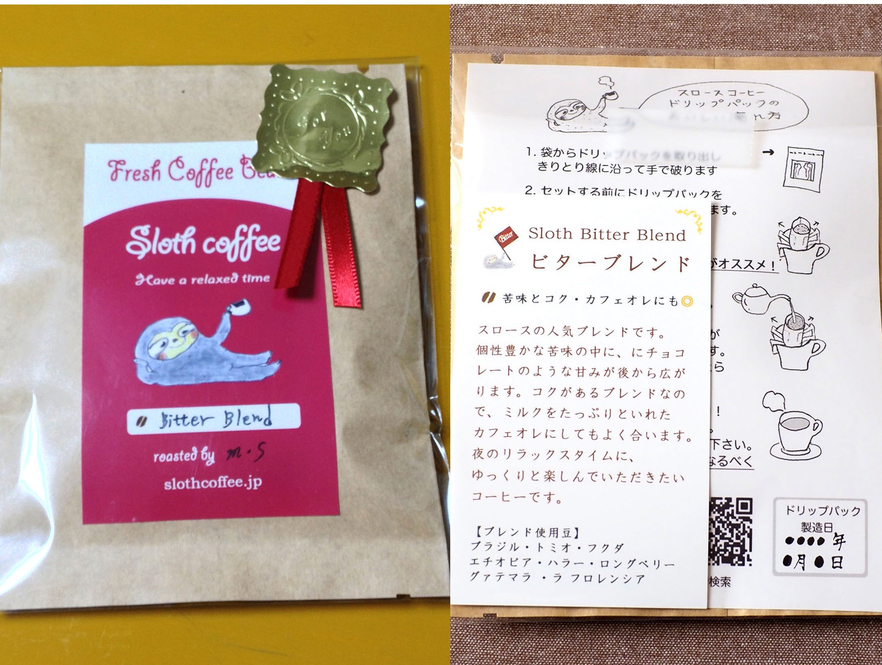 Fresh Coffee
Sloth coffee
Have a relaxed time
Bitter Blend
roasted by m.s
slothcoffee.jp
スロースコーヒー
ドリップパックの
れ方
1. 袋からドリップパックを取り出し
きりとり線に沿って手で破ります
2. セットする前にドリップパックを
ます。
がオススメ！
が
す。
ら
！
下さい。
なるべく
検索
ドリップパック
製造日
年
月 日
Sloth Bitter Blend
ビターブレンド
苦味とコク・カフェオレにも◎
スロースの人気ブレンドです。
個性豊かな苦味の中に、にチョコ
レートのような甘みが後から広が
ります。コクがあるブレンドなの
で、ミルクをたっぷりといれた
カフェオレにしてもよく合います。
夜のリラックスタイムに、
ゆっくりと楽しんでいただきたい
コーヒーです。
【ブレンド使用豆】
ブラジル・トミオ・フクダ
エチオピア・ハラー・ロングベリー
グァテマラ ・ラ フロレンシア
Bitter